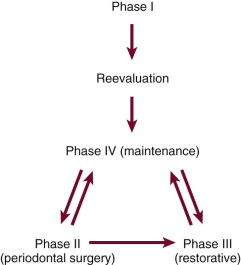 Phase I
Reevaluation
Phase IV (maintenance)
Phase II
(periodontal surgery)
Phase III
(restorative)